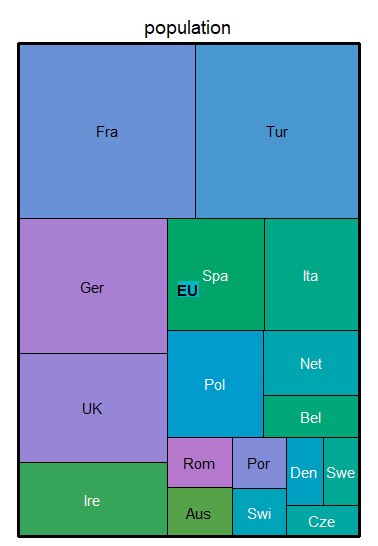 population
Fra
Tur
Ger
Spa
Ita
EU
UK
Pol
Net
Bel
Ire
Rom
Por
Den
Swe
Aus
Swi
Cze